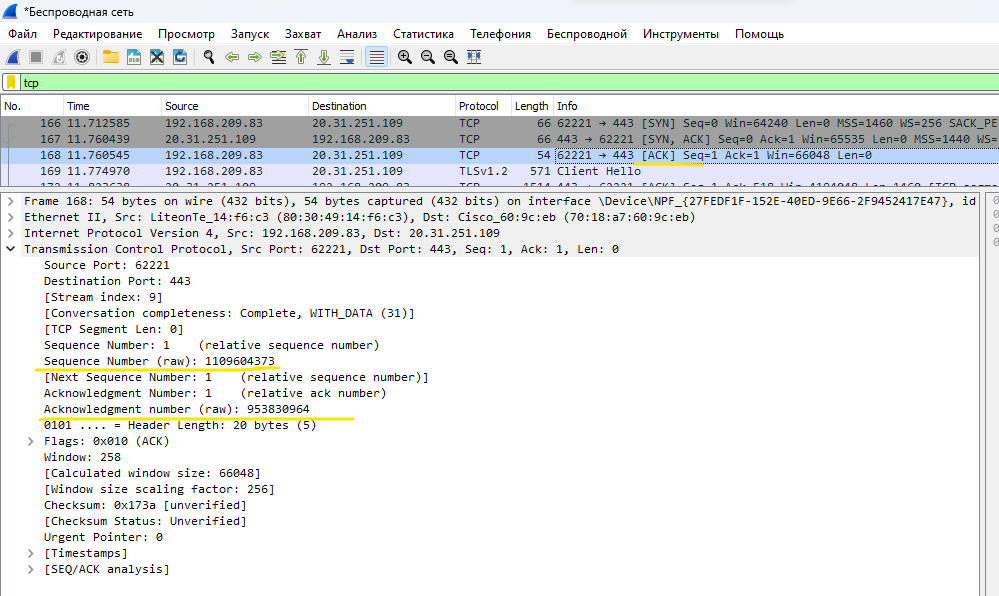 *Беспроводная сеть
Файл Редактирование Просмотр Запуск Захват Анализ Статистика Телефония Беспроводной Инструменты Помощь
tcp
No. Time Source Destination Protocol Length Info
166 11.712585 192.168.209.83 20.31.251.109 TCP 66 62221 → 443 [SYN] Seq=0 Win=64240 Len=0 MSS=1460 WS=256 SACK_PE
167 11.760439 20.31.251.109 192.168.209.83 TCP 66 443 → 62221 [SYN, ACK] Seq=0 Ack=1 Win=65535 Len=0 MSS=1440 WS=
168 11.760545 192.168.209.83 20.31.251.109 TCP 54 62221 → 443 [ACK] Seq=1 Ack=1 Win=66048 Len=0
169 11.774970 192.168.209.83 20.31.251.109 TLSv1.2 571 Client Hello
Frame 168: 54 bytes on wire (432 bits), 54 bytes captured (432 bits) on interface \Device\NPF_{27FEDF1F-152E-40ED-9E66-2F9452417E47}, id
Ethernet II, Src: LiteonTe_14:f6:c3 (80:30:49:14:f6:c3), Dst: Cisco_60:9c:eb (70:18:a7:60:9c:eb)
Internet Protocol Version 4, Src: 192.168.209.83, Dst: 20.31.251.109
Transmission Control Protocol, Src Port: 62221, Dst Port: 443, Seq: 1, Ack: 1, Len: 0
Source Port: 62221
Destination Port: 443
[Stream index: 9]
[Conversation completeness: Complete, WITH_DATA (31)]
[TCP Segment Len: 0]
Sequence Number: 1 (relative sequence number)
Sequence Number (raw): 1109604373
[Next Sequence Number: 1 (relative sequence number)]
Acknowledgment Number: 1 (relative ack number)
Acknowledgment number (raw): 953830964
0101 .... = Header Length: 20 bytes (5)
Flags: 0x010 (ACK)
Window: 258
[Calculated window size: 66048]
[Window size scaling factor: 256]
Checksum: 0x173a [unverified]
[Checksum Status: Unverified]
Urgent Pointer: 0
[Timestamps]
[SEQ/ACK analysis]